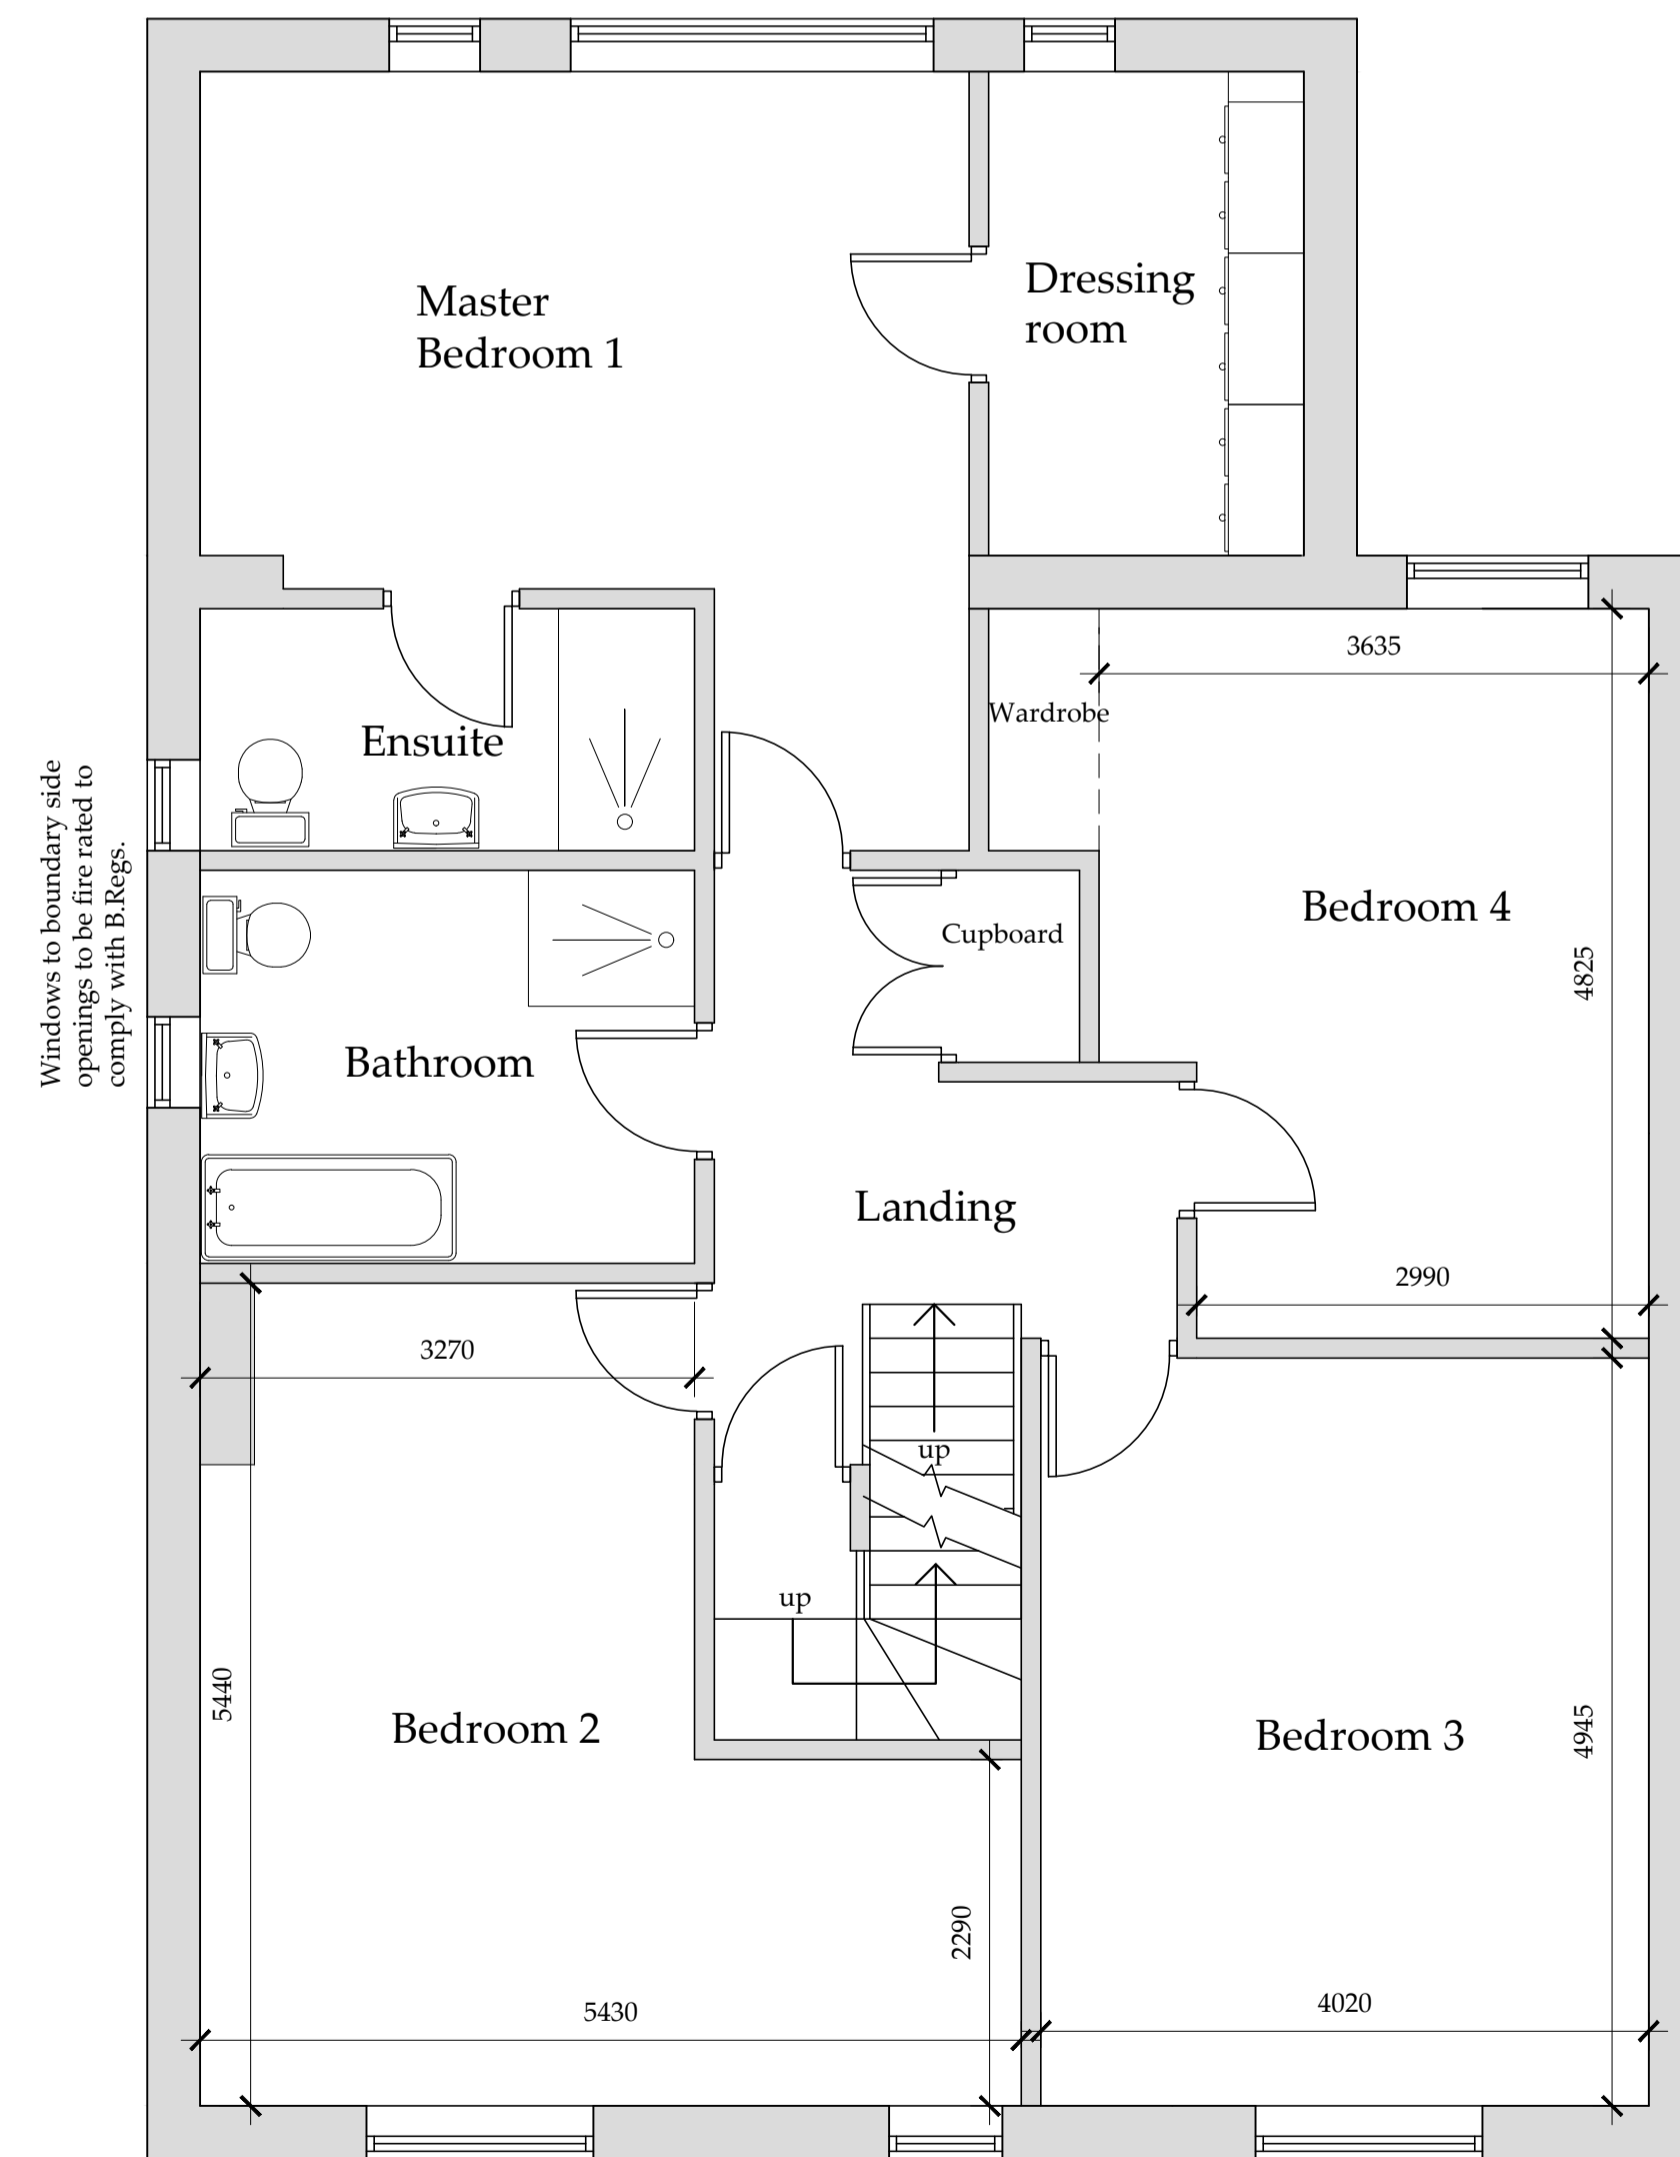 Master
Bedroom 1
Dressing
room
3635
Wardrobe
Ensuite
Windows to boundary side
openings to be fire rated to
comply with B.Regs.
Bedroom 4
Cupboard
4825
Bathroom
Landing
2990
3270
up
up
5440
Bedroom 2
Bedroom 3
4945
2290
5430
4020